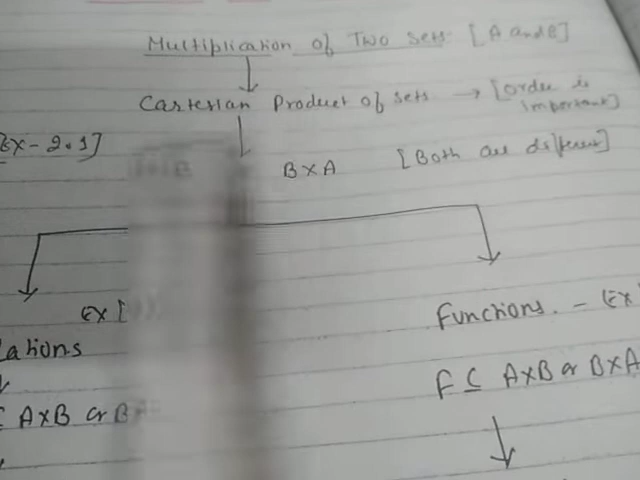 Multiplication of Two sets [A and B]
Cartesian Product of sets → [order is
important]
Ex-2.1]
B×A [Both are different]
EX [
Functions. - (Ex
lations
F ⊆ A×B or B×A
⊆ A×B or B